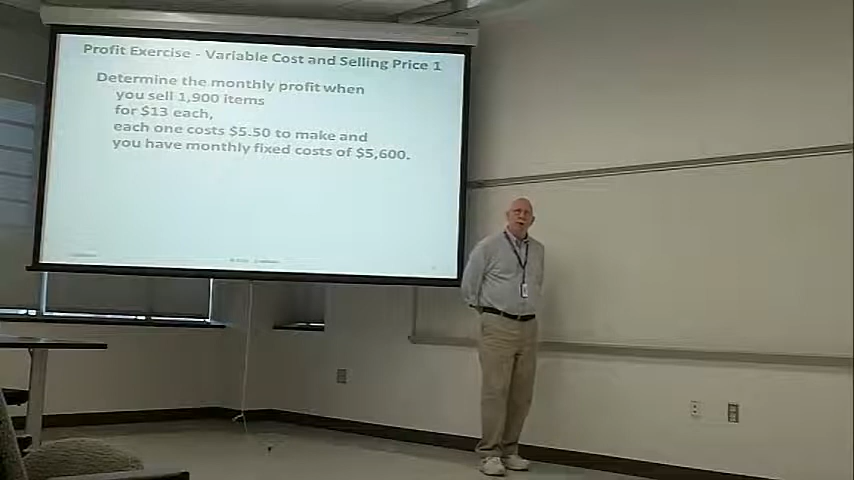 Profit Exercise - Variable Cost and Selling Price 1
Determine the monthly profit when
you sell 1,900 items
for $13 each,
each one costs $5.50 to make and
you have monthly fixed costs of $5,600.